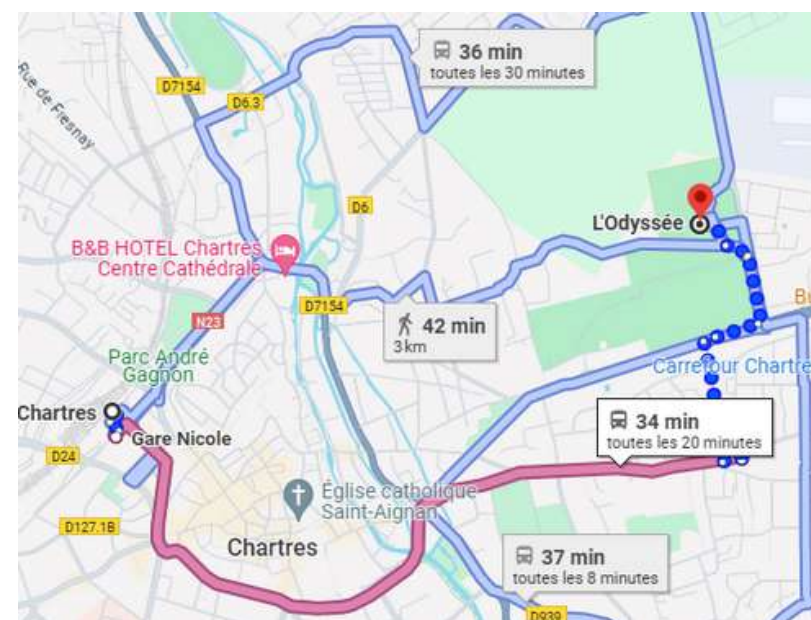 36 min
toutes les 30 minutes
Rue de Fresnay
D7154
D6.3
D6
L'Odyssée
B&B HOTEL Chartres
Centre Cathédrale
D7154
N23
42 min
3 km
Parc André
Gagnon
Carrefour Chartre
Chartres
Gare Nicole
34 min
toutes les 20 minutes
D24
Église catholique
Saint-Aignan
D127.1B
Chartres
37 min
toutes les 8 minutes
D939